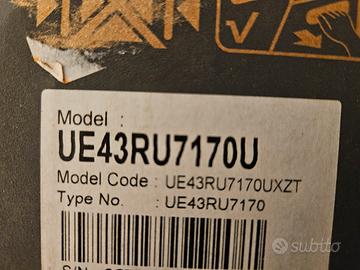 Model :
UE43RU7170U
Model Code : UE43RU7170UXZT
Type No. : UE43RU7170
subito